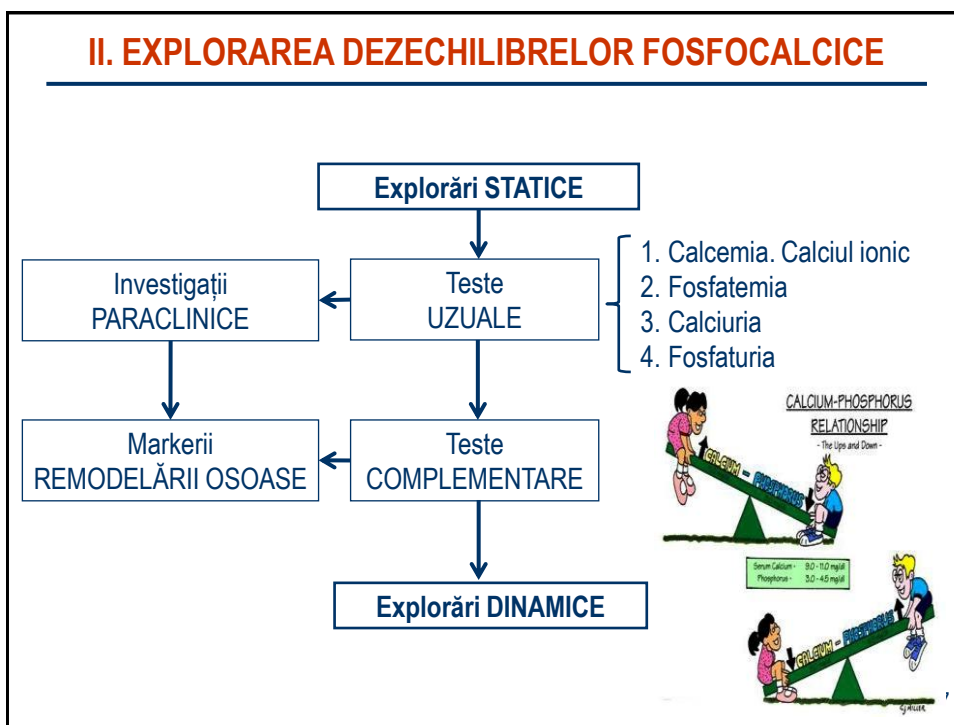 II. EXPLORAREA DEZECHILIBRELOR FOSFOCALCICE
Explorări STATICE
Investigații
PARACLINICE
Teste
UZUALE
1. Calcemia. Calciul ionic
2. Fosfatemia
3. Calciuria
4. Fosfaturia
Markerii
REMODELĂRII OSOASE
Teste
COMPLEMENTARE
Explorări DINAMICE
CALCIUM-PHOSPHORUS
RELATIONSHIP
- The Ups and Down -
CALCIUM - PHOSPHORUS
Serum Calcium - 9.0 - 11.0 mg/dl
Phosphorus - 3.0 - 4.5 mg/dl
CALCIUM - PHOSPHORUS